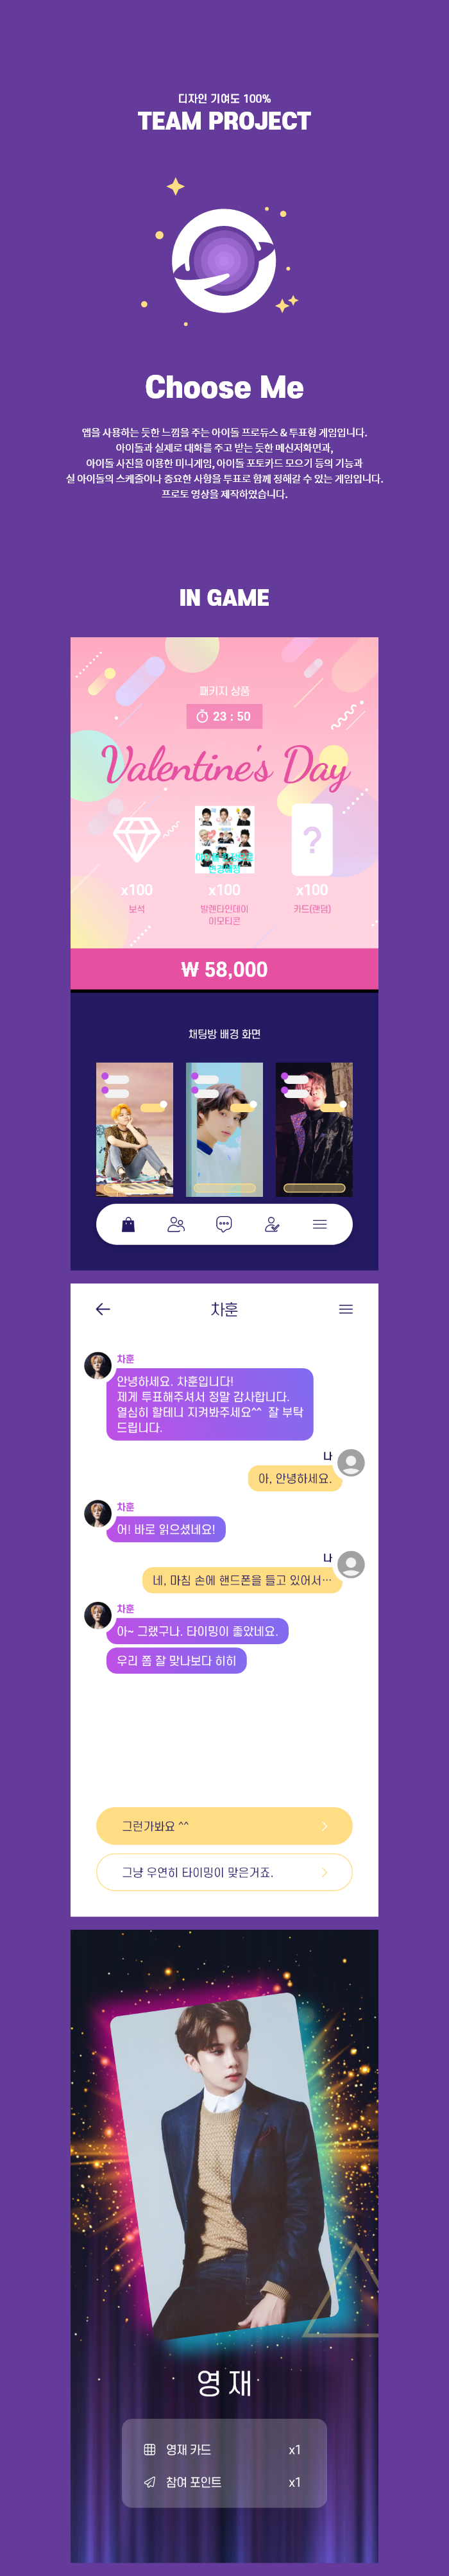 디자인 기여도 100%
TEAM PROJECT
Choose Me
앱을 사용하는 듯한 느낌을 주는 아이돌 프로듀스 & 투표형 게임입니다.
아이돌과 실제로 대화를 주고 받는 듯한 메신저화면과,
아이돌 사진을 이용한 미니게임, 아이돌 포토카드 모으기 등의 기능과
실 아이돌의 스케줄이나 중요한 사항을 투표로 함께 정해갈 수 있는 게임입니다.
프로토 영상을 제작하였습니다.
IN GAME
패키지 상품
23 : 50
Valentine's Day
?
변경예정
x100 x100 x100
보석 발렌타인데이 카드(랜덤)
이모티콘
₩ 58,000
채팅방 배경 화면
차훈
차훈
안녕하세요. 차훈입니다!
제게 투표해주셔서 정말 감사합니다.
열심히 할테니 지켜봐주세요^^ 잘 부탁
드립니다.
나
아, 안녕하세요.
차훈
어! 바로 읽으셨네요!
나
네, 마침 손에 핸드폰을 들고 있어서…
차훈
아~ 그랬구나. 타이밍이 좋았네요.
우리 쫌 잘 맞나보다 히히
그런가봐요 ^^
그냥 우연히 타이밍이 맞은거죠.
영재
영재 카드 x1
참여 포인트 x1